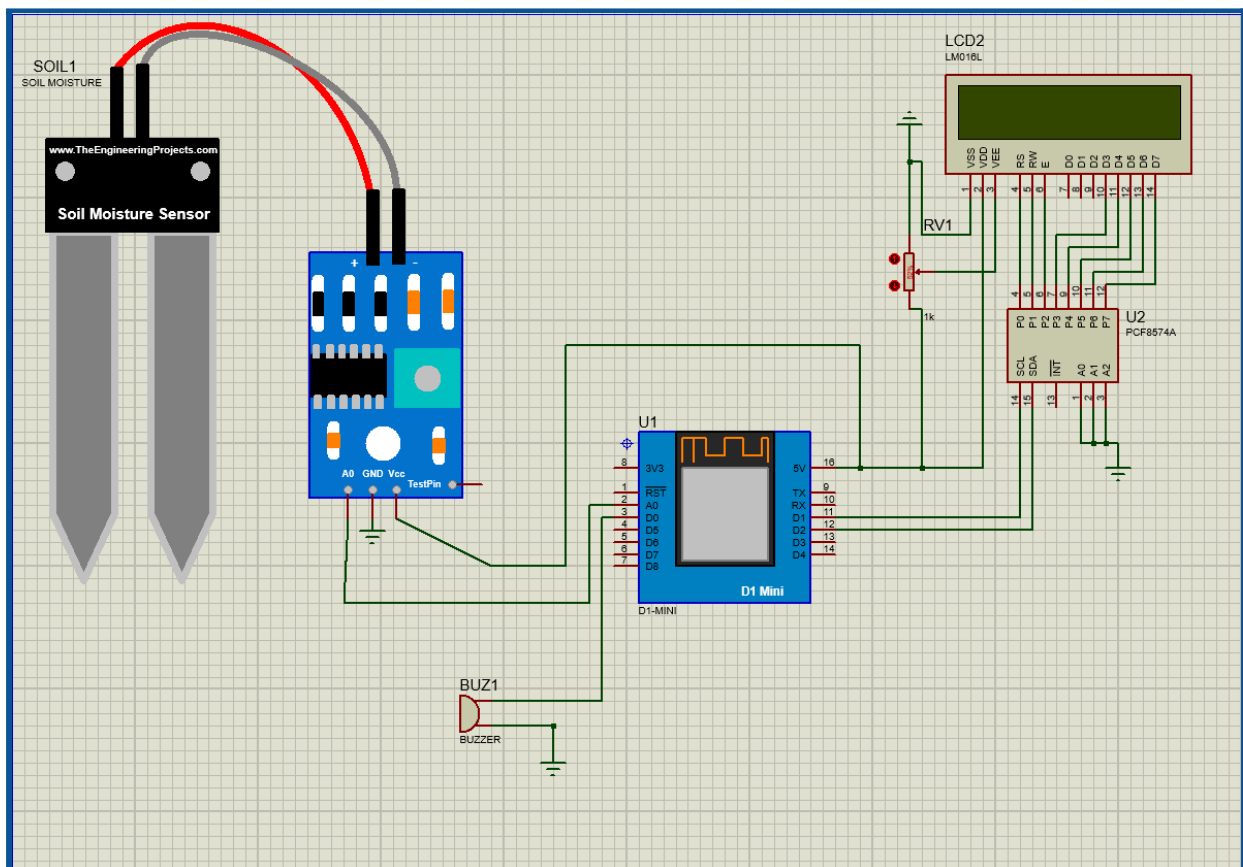 SOIL1
SOIL MOISTURE
www.TheEngineeringProjects.com
Soil Moisture Sensor
+ -
A0 GND Vcc
TestPin
LCD2
LM016L
VSS VDD VEE RS RW E D0 D1 D2 D3 D4 D5 D6 D7
1 2 3 4 5 6 7 8 9 10 11 12 13 14
RV1
1k
4 5 6 7 9 10 11 12
P0 P1 P2 P3 P4 P5 P6 P7
U2
PCF8574A
SCL SDA INT A0 A1 A2
14 15 13 1 2 3
U1
8 3V3
1 RST
2 A0
3 D0
4 D5
5 D6
6 D7
7 D8
5V 16
TX 9
RX 10
D1 11
D2 12
D3 13
D4 14
D1 Mini
D1-MINI
BUZ1
BUZZER